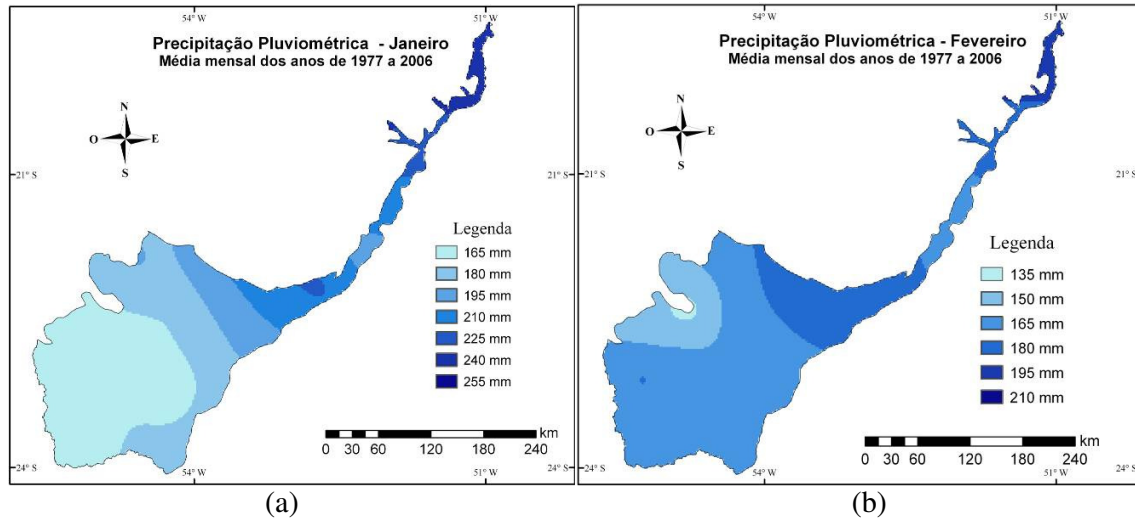 54° W
51° W
Precipitação Pluviométrica - Janeiro
Média mensal dos anos de 1977 a 2006
N
O
E
S
21° S
Legenda
165 mm
180 mm
195 mm
210 mm
225 mm
240 mm
255 mm
km
0 30 60 120 180 240
24° S
54° W
51° W
(a)
54° W
51° W
Precipitação Pluviométrica - Fevereiro
Média mensal dos anos de 1977 a 2006
N
O
E
S
21° S
21° S
Legenda
135 mm
150 mm
165 mm
180 mm
195 mm
210 mm
km
0 30 60 120 180 240
24° S
24° S
54° W
51° W
(b)